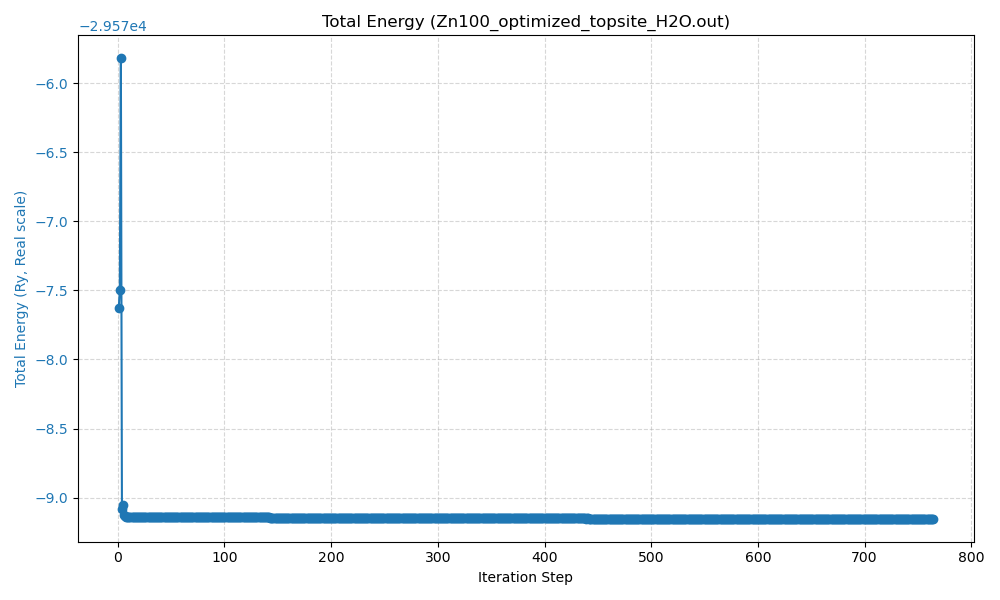 Total Energy (Zn100_optimized_topsite_H2O.out)
−2.957e4
−6.0
−6.5
−7.0
−7.5
−8.0
−8.5
−9.0
Total Energy (Ry, Real scale)
0 100 200 300 400 500 600 700 800
Iteration Step